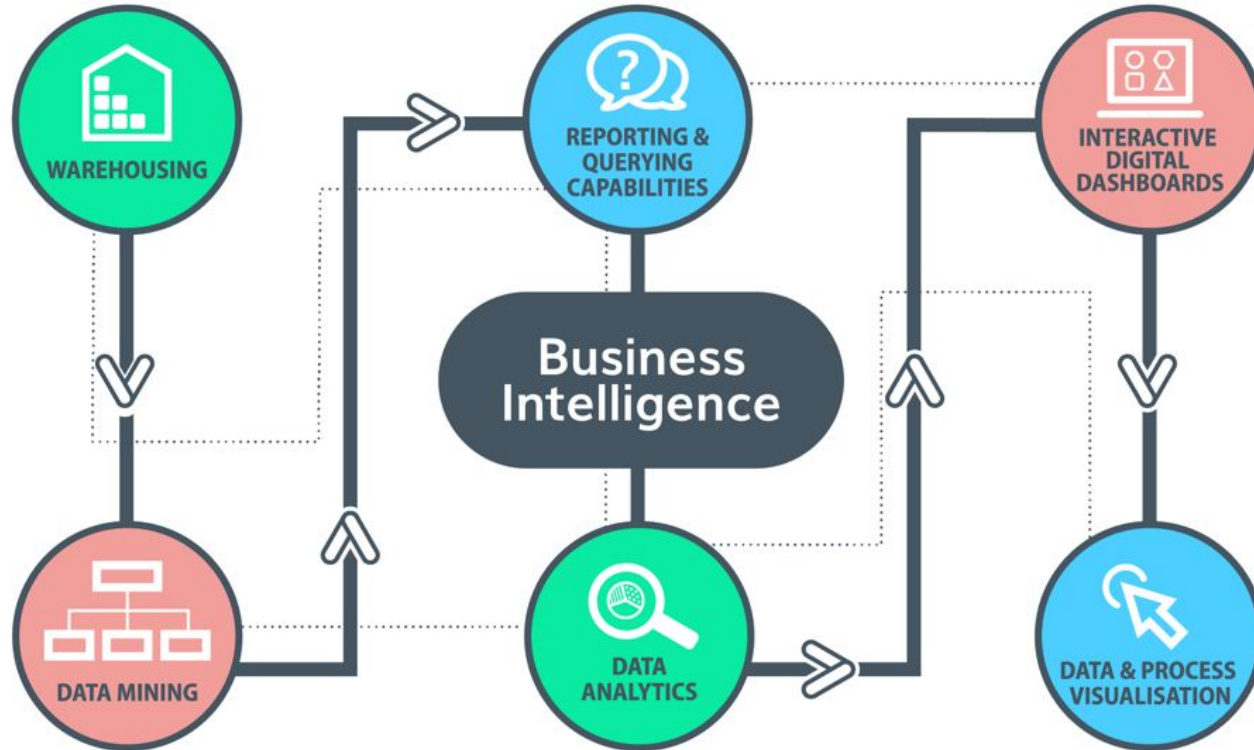 WAREHOUSING
?
REPORTING &
QUERYING
CAPABILITIES
INTERACTIVE
DIGITAL
DASHBOARDS
Business
Intelligence
DATA MINING
DATA
ANALYTICS
DATA & PROCESS
VISUALISATION